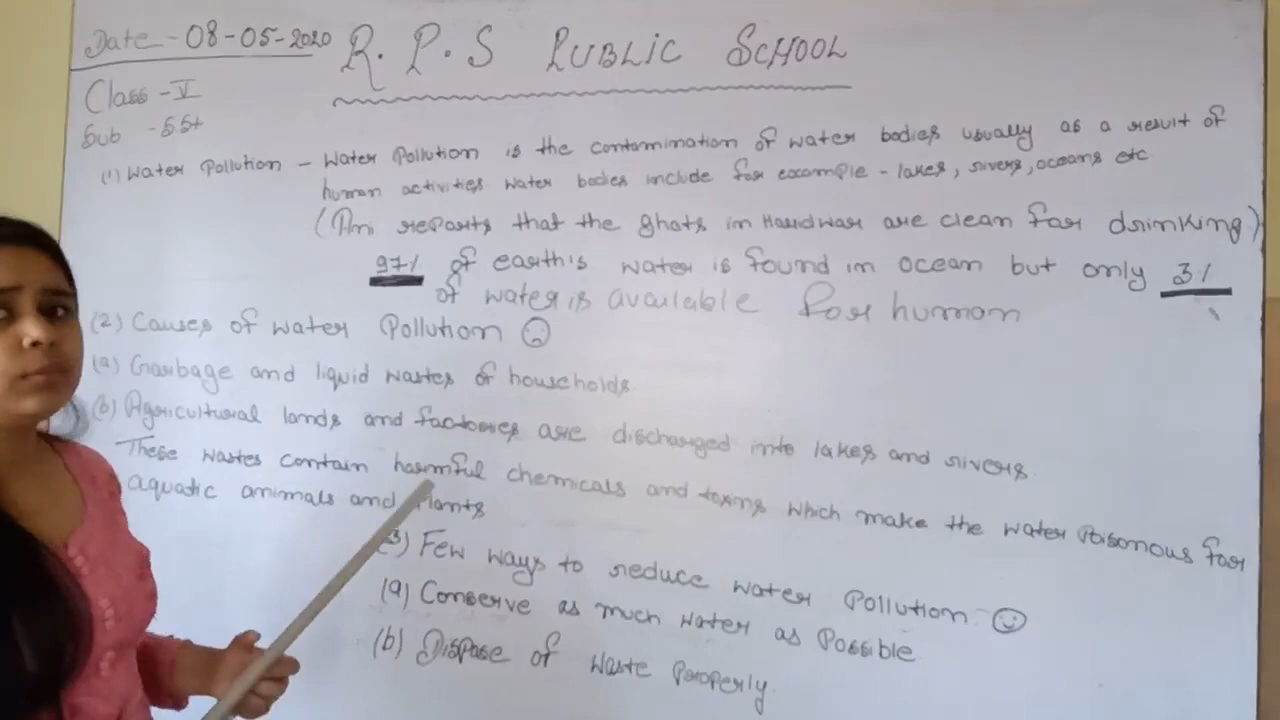 Date - 08-05-2020
R. P. S PUBLIC SCHOOL
Class - V
Sub - SSt
(1) Water Pollution - Water Pollution is the contamination of water bodies usually as a result of
human activities water bodies include for example - lakes, rivers, oceans etc
(Ani reports that the ghats in Haridwar are clean for drinking)
97% of earth's water is found in ocean but only 3%
of water is available for human
(2) Causes of water Pollution ☹
(a) Garbage and liquid wastes of households.
(b) Agricultural lands and factories are discharged into lakes and rivers.
These wastes contain harmful chemicals and toxins which make the water Poisonous for
aquatic animals and Plants
(3) Few ways to reduce water Pollution ☺
(a) Conserve as much water as Possible
(b) Dispose of waste Properly